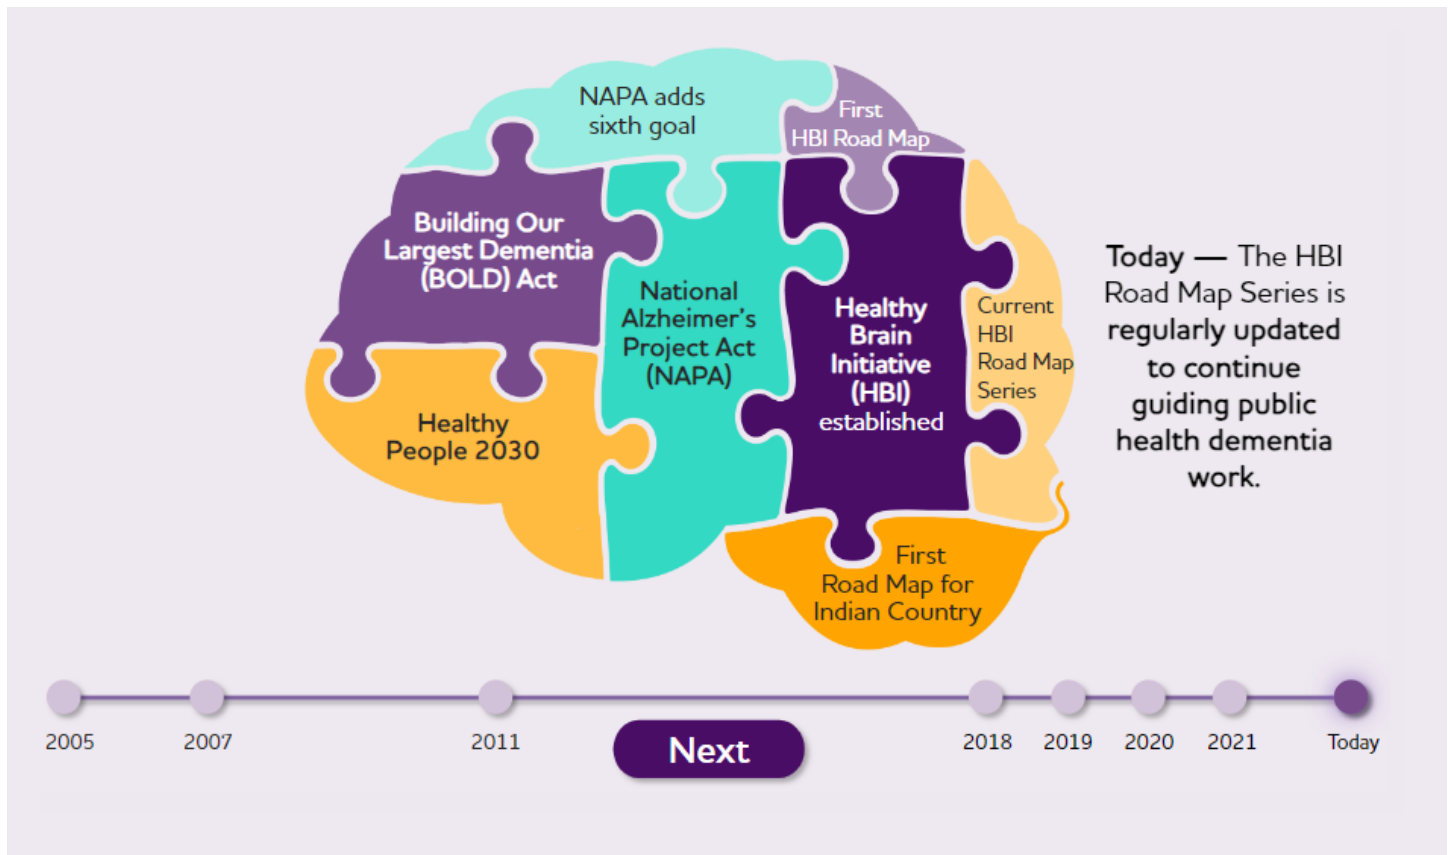 NAPA adds
sixth goal
First
HBI Road Map
Building Our
Largest Dementia
(BOLD) Act
National
Alzheimer's
Project Act
(NAPA)
Healthy
Brain
Initiative
(HBI)
established
Current
HBI
Road Map
Series
Healthy
People 2030
First
Road Map for
Indian Country
Today — The HBI
Road Map Series is
regularly updated
to continue
guiding public
health dementia
work.
2005
2007
2011
2018
2019
2020
2021
Today
Next